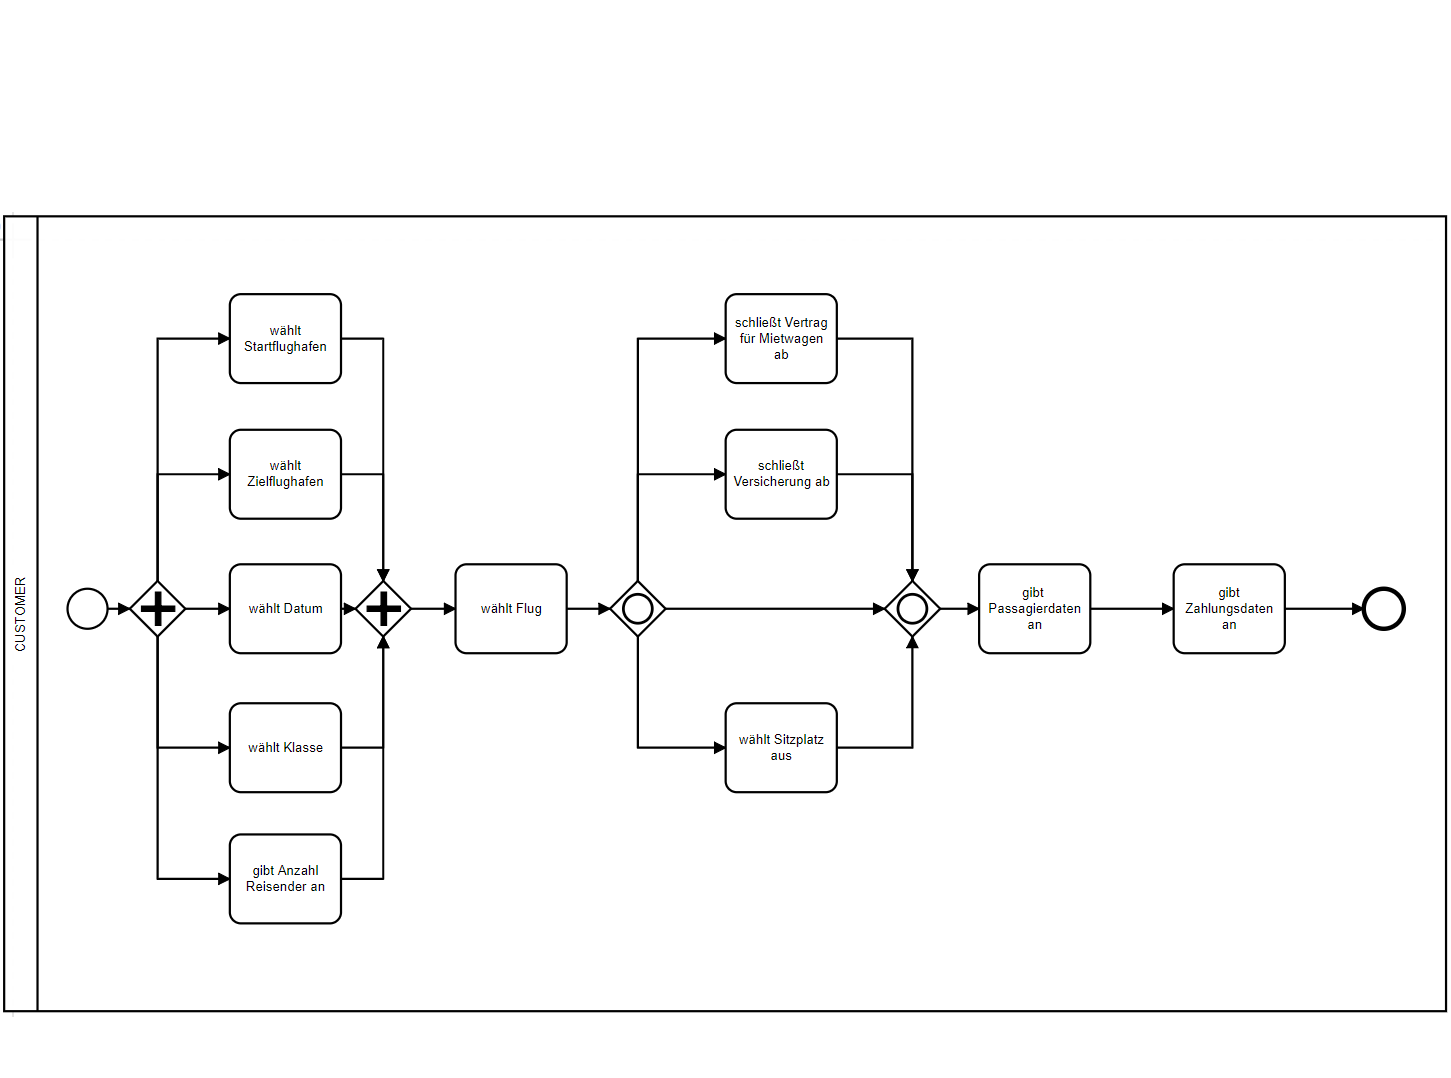 CUSTOMER
wählt
Startflughafen
wählt
Zielflughafen
wählt Datum
wählt Klasse
gibt Anzahl
Reisender an
wählt Flug
schließt Vertrag
für Mietwagen
ab
schließt
Versicherung ab
wählt Sitzplatz
aus
gibt
Passagierdaten
an
gibt
Zahlungsdaten
an